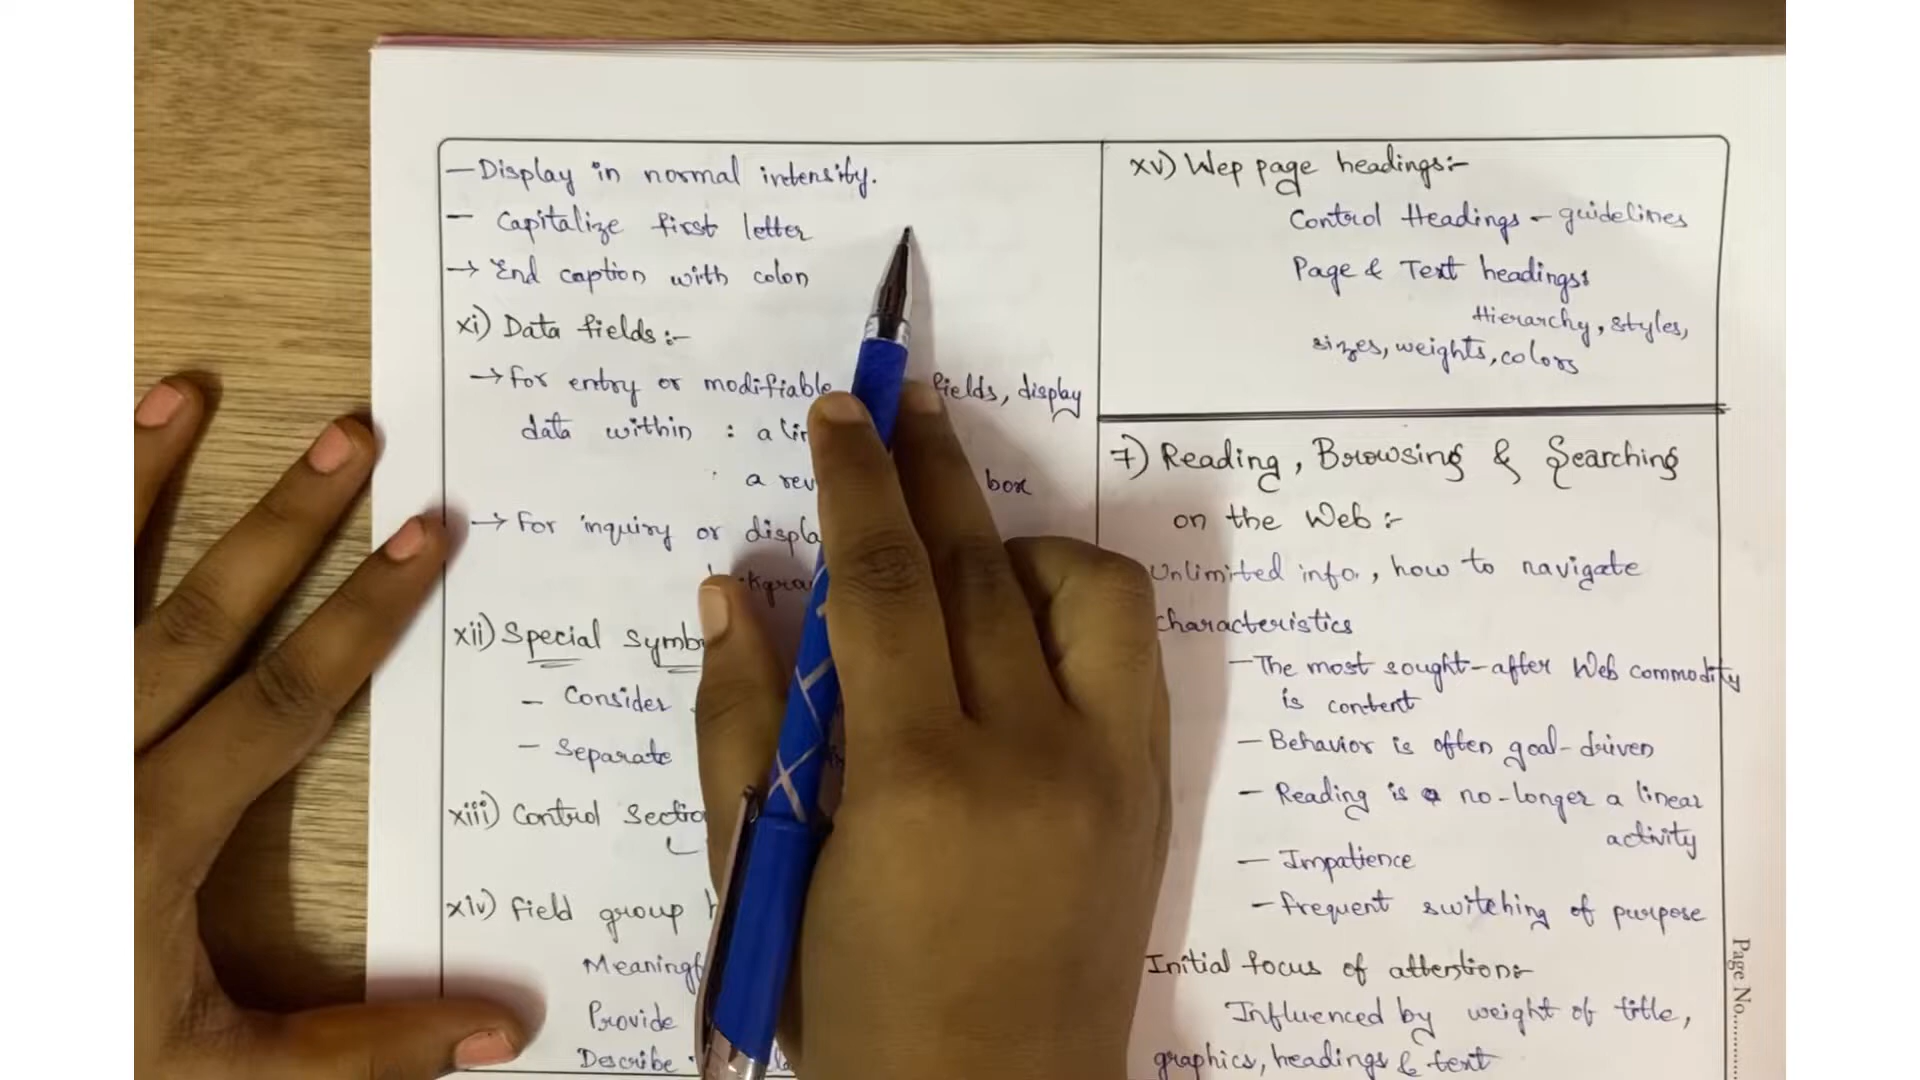 — Display in normal intensity.
— Capitalize first letter
→ End caption with colon
xi) Data fields:-
→ For entry or modifiable fields, display
data within : a
a box
→ For inquiry or
xii) Special
— Consider
— Separate
xiii) Control
xiv) Field group
Provide
Describe
xv) Wep page headings:-
Control Headings - guidelines
Page & Text headings:
Hierarchy, styles,
sizes, weights, colors
7) Reading, Browsing & Searching
on the Web :-
Unlimited info., how to navigate
characteristics
— The most sought-after Web commodity
is content
— Behavior is often goal-driven
— Reading is a no-longer a linear
activity
— Impatience
— frequent switching of purpose
Initial focus of attention:-
Influenced by weight of title,
graphics, headings & text
Page No...........